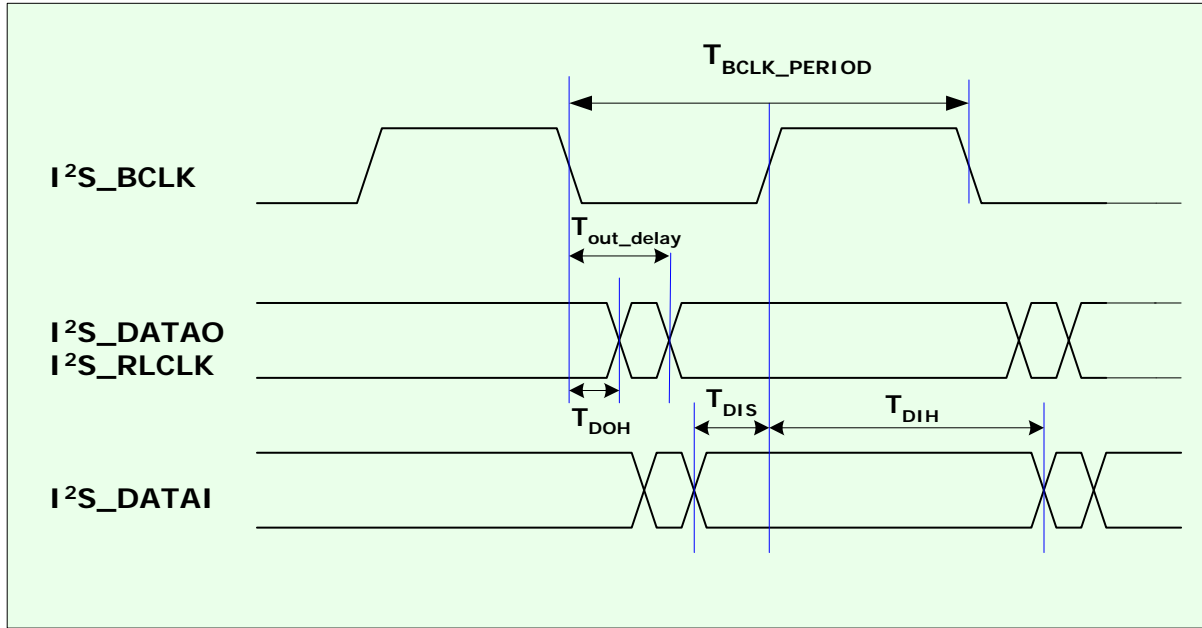 T_BCLK_PERIOD
I²S_BCLK
T_out_delay
I²S_DATAO
I²S_RLCLK
T_DOH
T_DIS
T_DIH
I²S_DATAI